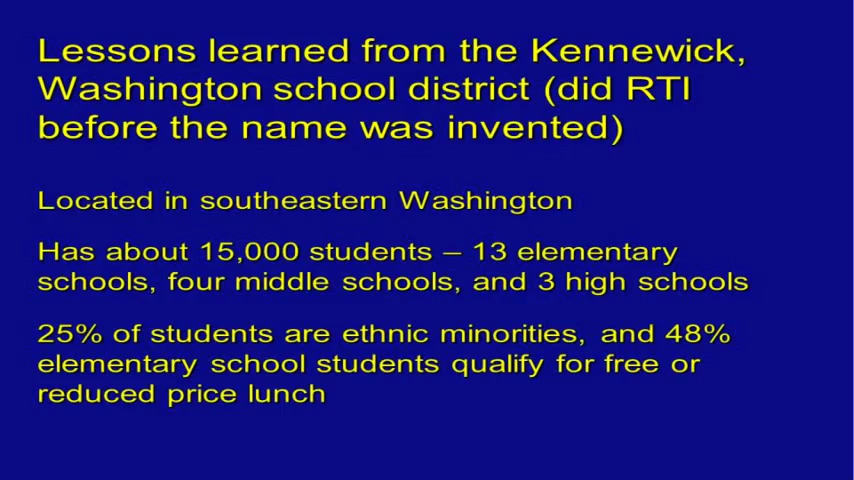 Lessons learned from the Kennewick,
Washington school district (did RTI
before the name was invented)
Located in southeastern Washington
Has about 15,000 students – 13 elementary
schools, four middle schools, and 3 high schools
25% of students are ethnic minorities, and 48%
elementary school students qualify for free or
reduced price lunch